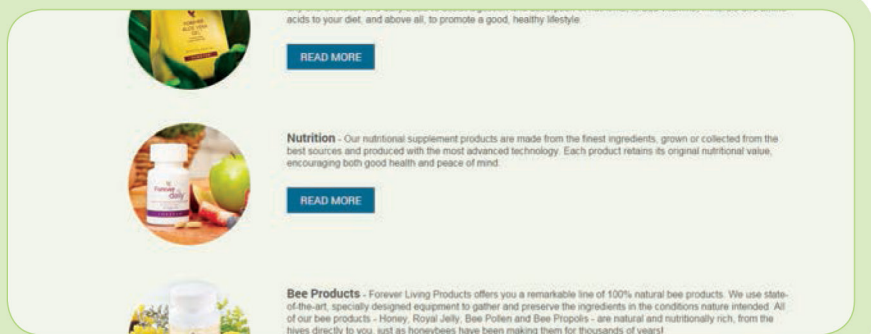 acids to your diet, and above all, to promote a good, healthy lifestyle.
FOREVER
ALOE VERA
GEL
READ MORE
Nutrition - Our nutritional supplement products are made from the finest ingredients, grown or collected from the
best sources and produced with the most advanced technology. Each product retains its original nutritional value,
encouraging both good health and peace of mind.
Forever
daily
READ MORE
Bee Products - Forever Living Products offers you a remarkable line of 100% natural bee products. We use state-
of-the-art, specially designed equipment to gather and preserve the ingredients in the conditions nature intended. All
of our bee products - Honey, Royal Jelly, Bee Pollen and Bee Propolis - are natural and nutritionally rich, from the
hives directly to you, just as honeybees have been making them for thousands of years!